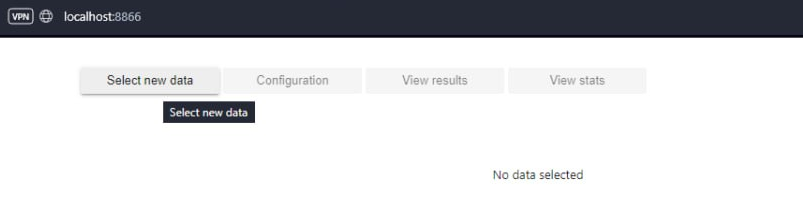 VPN localhost:8866
Select new data Configuration View results View stats
Select new data
No data selected